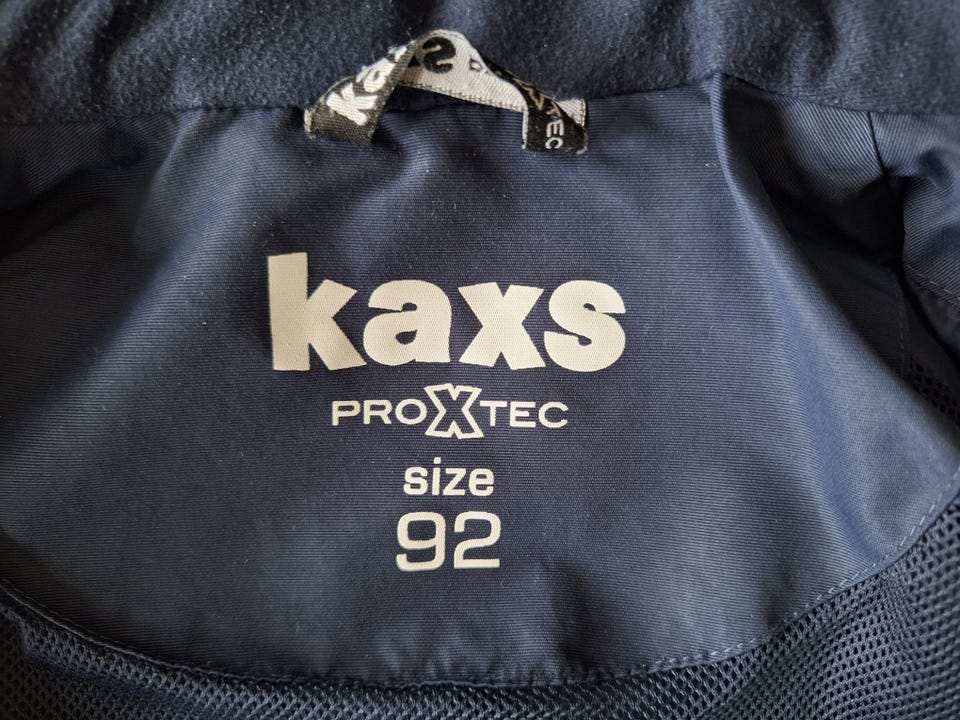 kaxs
PROXTEC
size
92